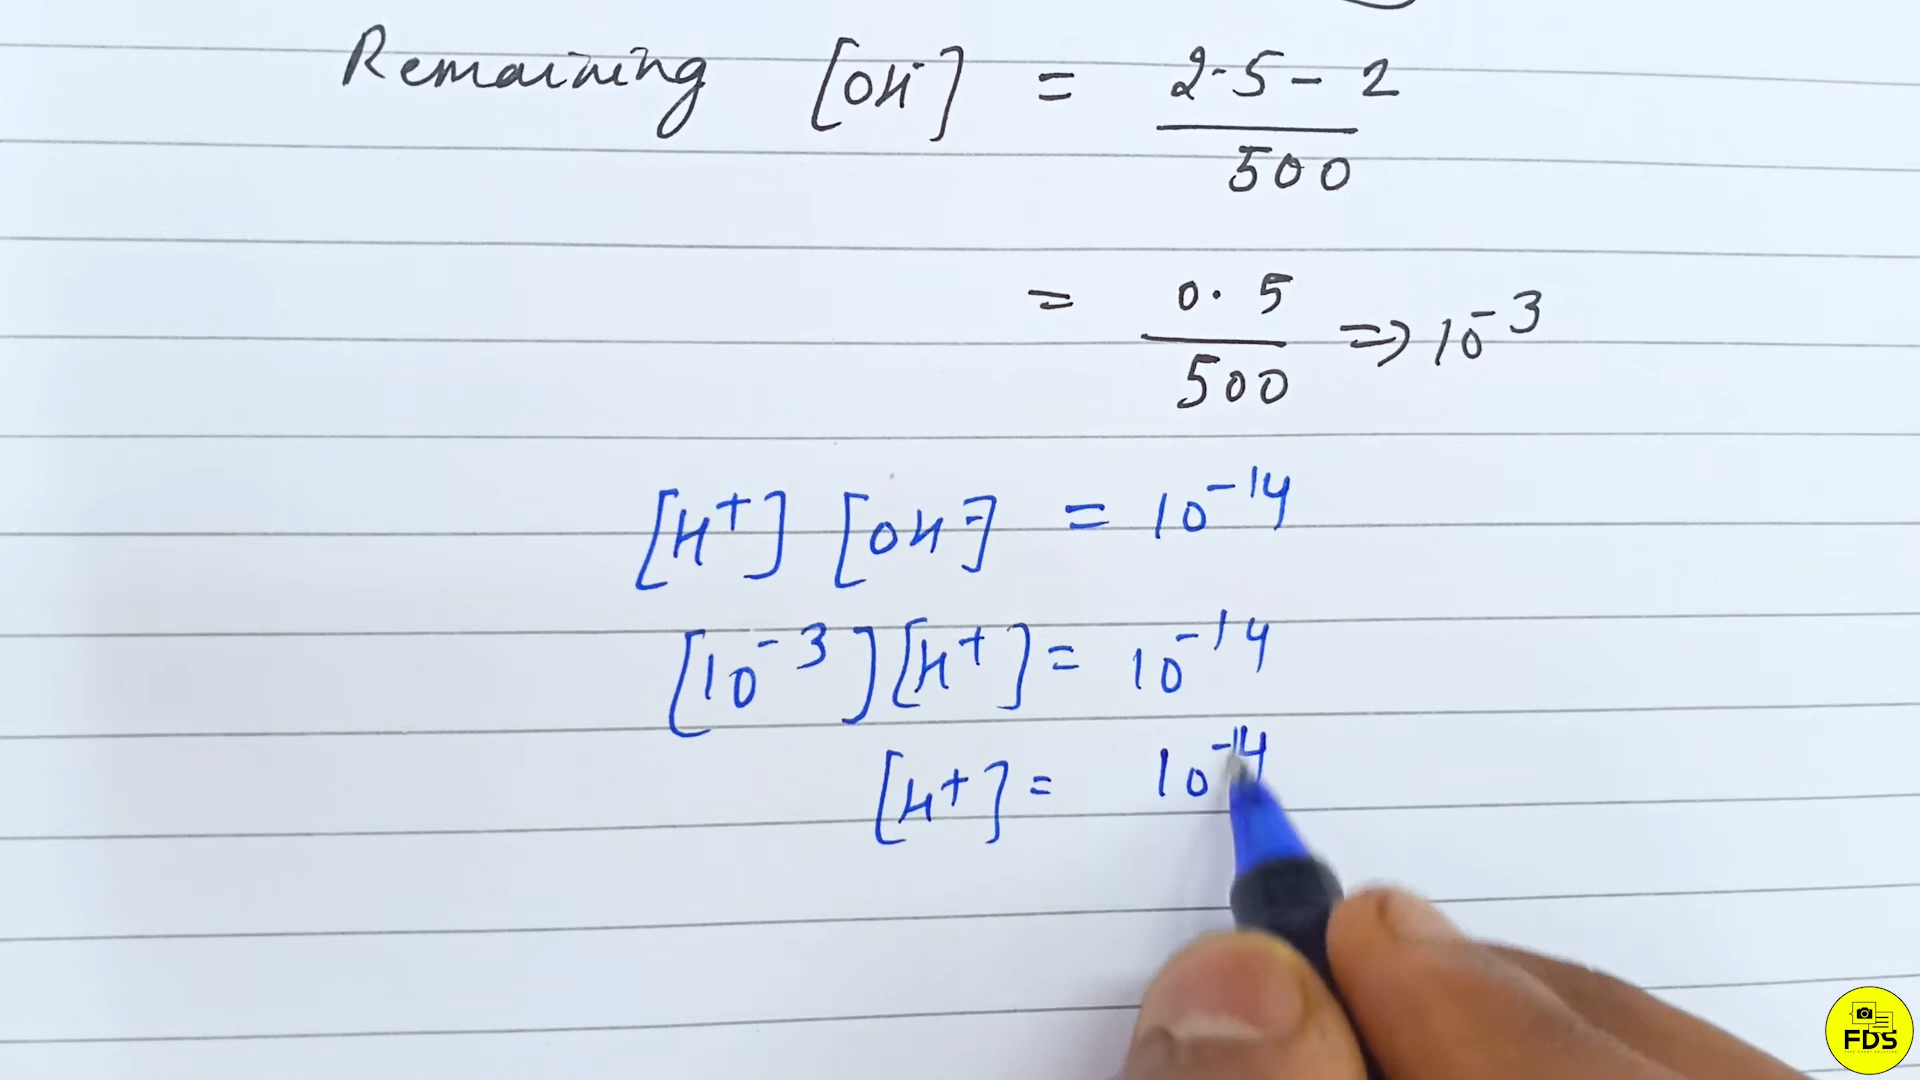 Remaining [OH-] = 2.5 - 2 / 500
= 0.5 / 500 => 10^-3
[H+] [OH-] = 10^-14
[10^-3] [H+] = 10^-14
[H+] = 10^-14
FDS